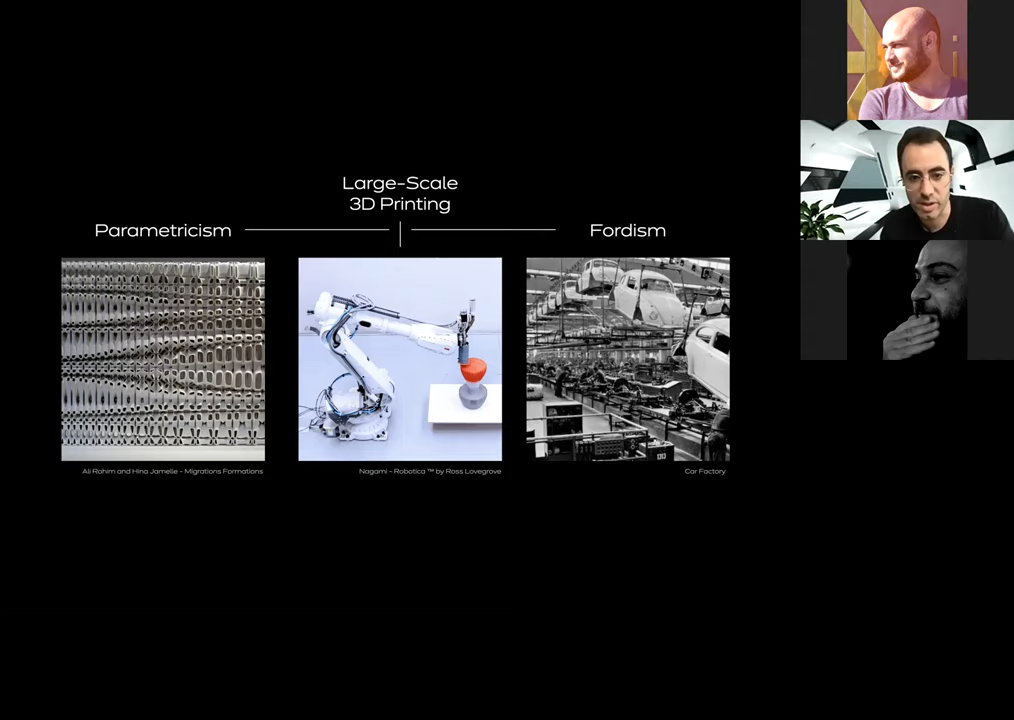 Large-Scale
3D Printing
Parametricism
Fordism
Ali Rahim and Hina Jamelle - Migrations Formations
Nagami - Robotica ™ by Ross Lovegrove
Car Factory